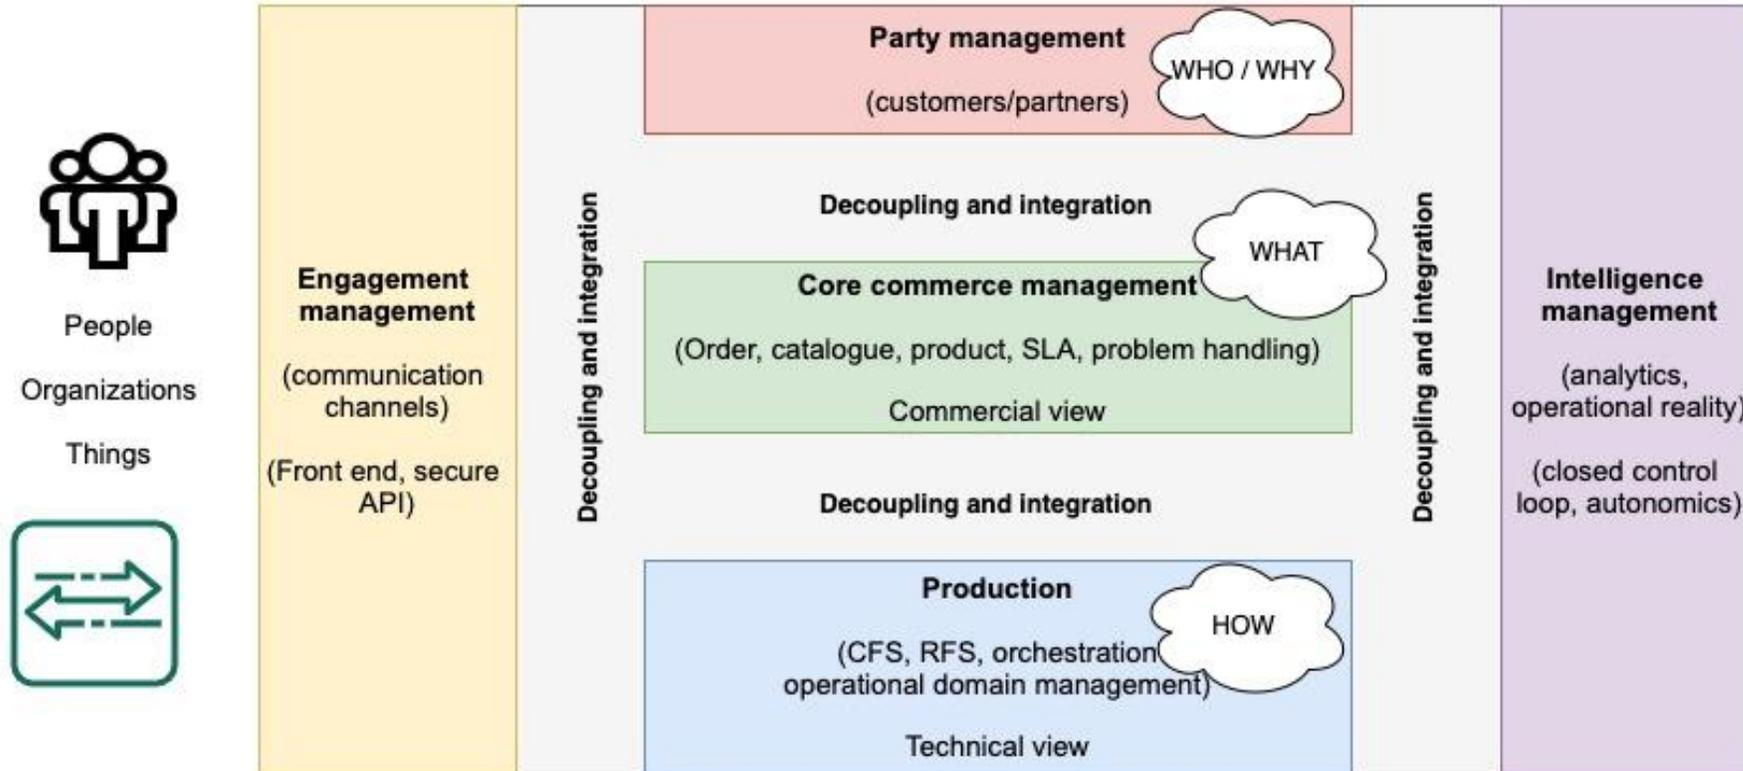 People
Organizations
Things
Engagement
management
(communication
channels)
(Front end, secure
API)
Decoupling and integration
Party management
(customers/partners)
WHO / WHY
Decoupling and integration
WHAT
Core commerce management
(Order, catalogue, product, SLA, problem handling)
Commercial view
Decoupling and integration
Production
HOW
(CFS, RFS, orchestration
operational domain management)
Technical view
Decoupling and integration
Intelligence
management
(analytics,
operational reality)
(closed control
loop, autonomics)